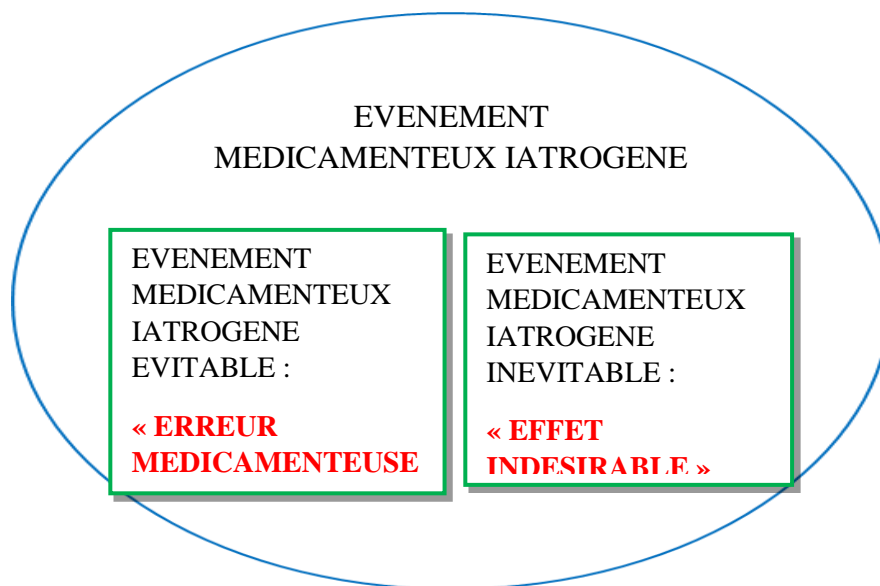 EVENEMENT
MEDICAMENTEUX IATROGENE
EVENEMENT
MEDICAMENTEUX
IATROGENE
EVITABLE :
« ERREUR
MEDICAMENTEUSE
EVENEMENT
MEDICAMENTEUX
IATROGENE
INEVITABLE :
« EFFET
INDESIRABLE »